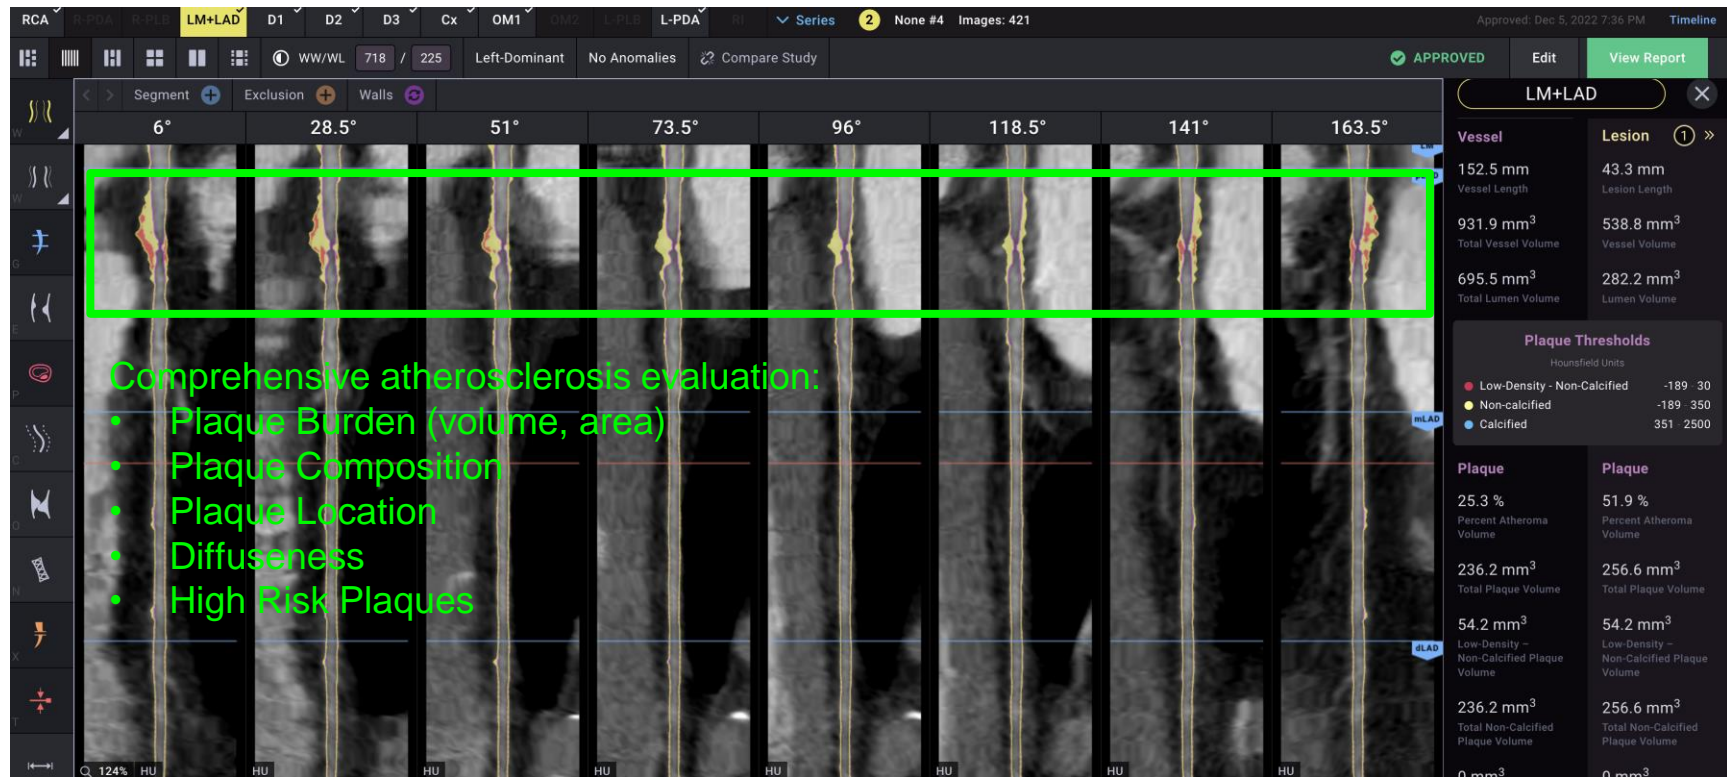 RCA R-PDA R-PLB LM+LAD D1 D2 D3 Cx OM1 OM2 L-PLB L-PDA RI Series 2 None #4 Images: 421 Approved: Dec 5, 2022 7:36 PM Timeline
WW/WL 718 / 225 Left-Dominant No Anomalies Compare Study APPROVED Edit View Report
Segment Exclusion Walls
6° 28.5° 51° 73.5° 96° 118.5° 141° 163.5°
W
W
G
E
P
C
O
N
X
T
LM
mLAD
dLAD
Comprehensive atherosclerosis evaluation:
• Plaque Burden (volume, area)
• Plaque Composition
• Plaque Location
• Diffuseness
• High Risk Plaques
124% HU HU HU HU HU HU HU HU
LM+LAD
Vessel Lesion 1 »
152.5 mm 43.3 mm
Vessel Length Lesion Length
931.9 mm³ 538.8 mm³
Total Vessel Volume Vessel Volume
695.5 mm³ 282.2 mm³
Total Lumen Volume Lumen Volume
Plaque Thresholds
Hounsfield Units
Low-Density - Non-Calcified -189 - 30
Non-calcified -189 - 350
Calcified 351 - 2500
Plaque Plaque
25.3 % 51.9 %
Percent Atheroma Percent Atheroma
Volume Volume
236.2 mm³ 256.6 mm³
Total Plaque Volume Total Plaque Volume
54.2 mm³ 54.2 mm³
Low-Density – Low-Density –
Non-Calcified Plaque Non-Calcified Plaque
Volume Volume
236.2 mm³ 256.6 mm³
Total Non-Calcified Total Non-Calcified
Plaque Volume Plaque Volume
0 mm³ 0 mm³